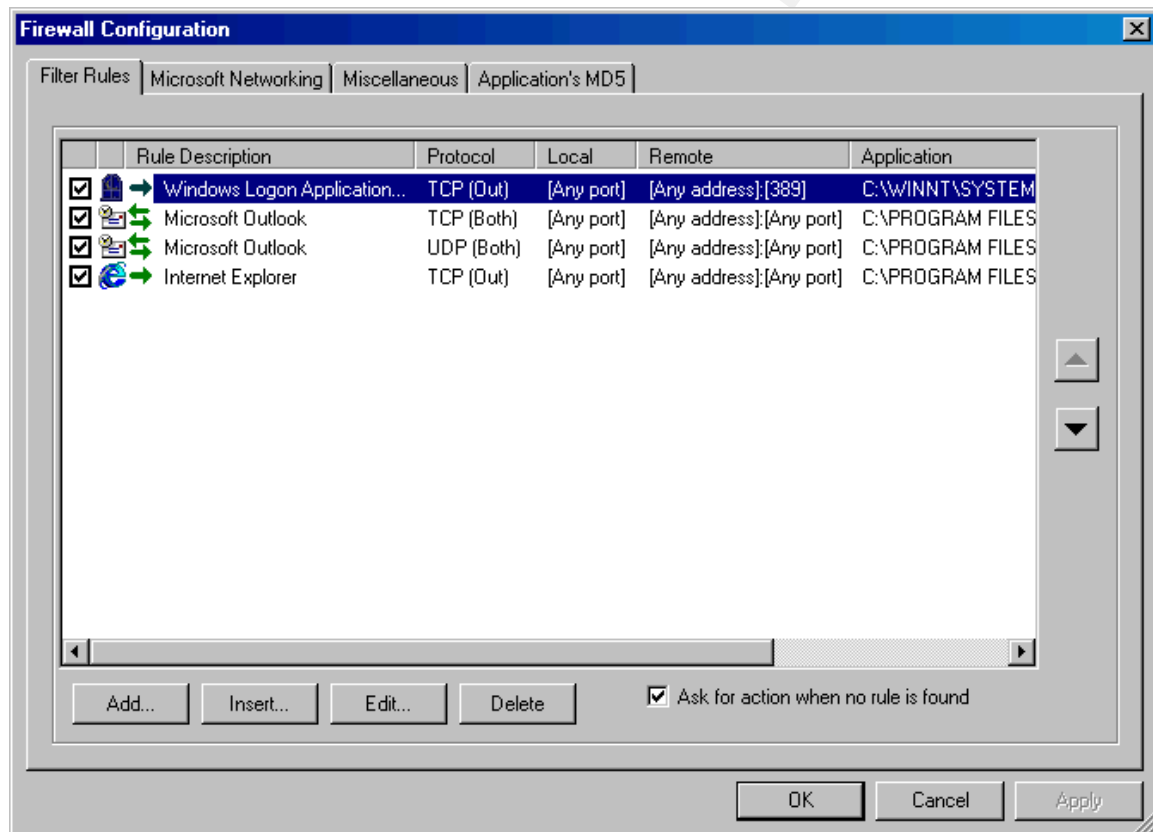 Firewall Configuration
Filter Rules Microsoft Networking Miscellaneous Application's MD5
Rule Description Protocol Local Remote Application
Windows Logon Application... TCP (Out) [Any port] [Any address]:[389] C:\WINNT\SYSTEM
Microsoft Outlook TCP (Both) [Any port] [Any address]:[Any port] C:\PROGRAM FILES
Microsoft Outlook UDP (Both) [Any port] [Any address]:[Any port] C:\PROGRAM FILES
Internet Explorer TCP (Out) [Any port] [Any address]:[Any port] C:\PROGRAM FILES
Add... Insert... Edit... Delete Ask for action when no rule is found
OK Cancel Apply